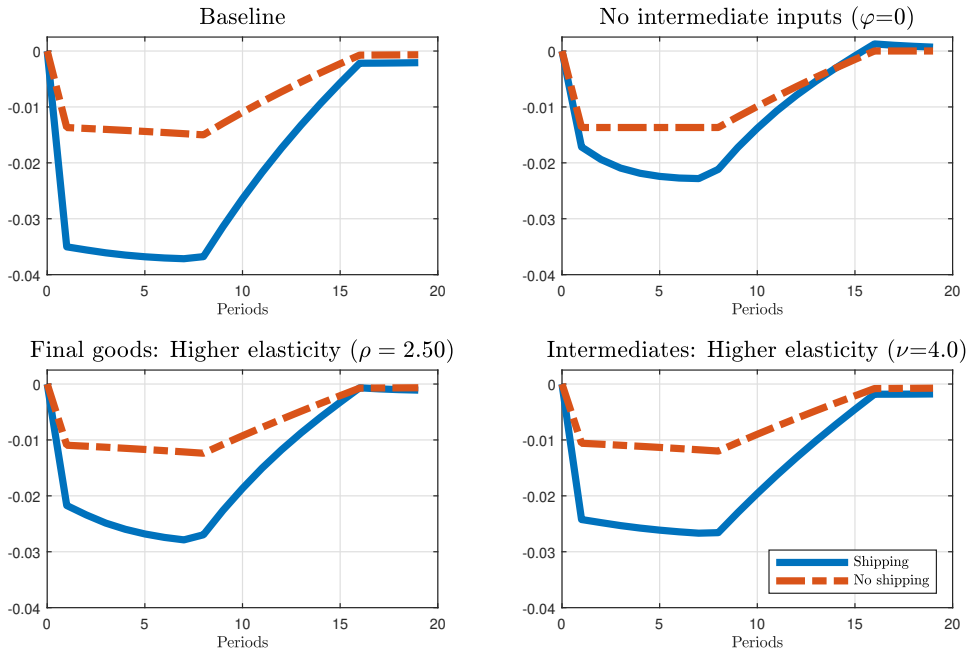 Baseline
0
-0.01
-0.02
-0.03
-0.04
0 5 10 15 20
Periods
No intermediate inputs (φ=0)
0
-0.01
-0.02
-0.03
-0.04
0 5 10 15 20
Periods
Final goods: Higher elasticity (ρ = 2.50)
0
-0.01
-0.02
-0.03
-0.04
0 5 10 15 20
Periods
Intermediates: Higher elasticity (ν=4.0)
0
-0.01
-0.02
-0.03
-0.04
0 5 10 15 20
Periods
Shipping
No shipping